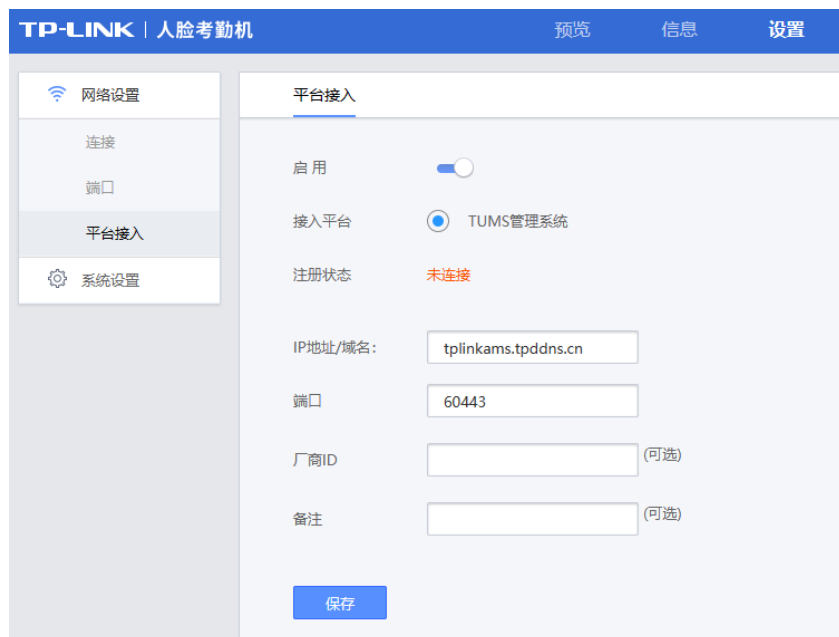 TP-LINK | 人脸考勤机 预览 信息 设置
网络设置
连接
端口
平台接入
系统设置
平台接入
启用
接入平台 TUMS管理系统
注册状态 未连接
IP地址/域名: tplinkams.tpddns.cn
端口 60443
厂商ID (可选)
备注 (可选)
保存